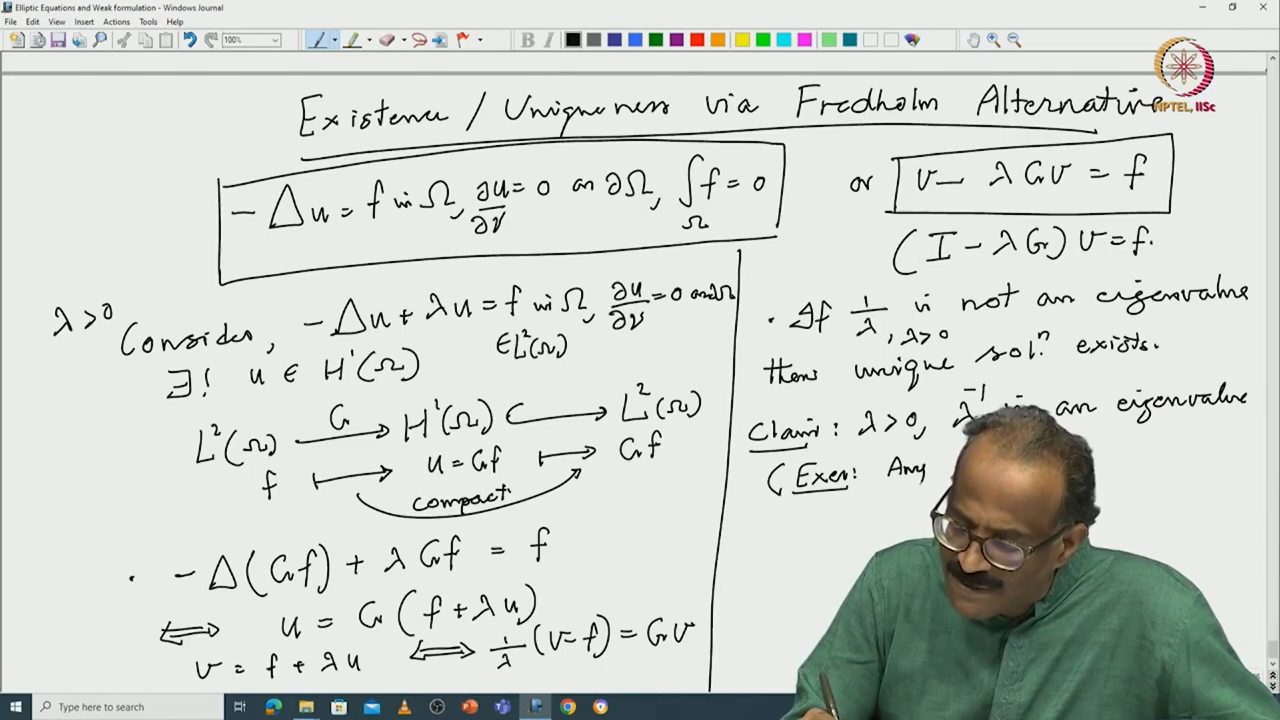 Elliptic Equations and Weak formulation - Windows Journal
File Edit View Insert Actions Tools Help
100%
B I
NPTEL, IISc
Existence / Uniqueness via Fredholm Alternative
-Δu = f in Ω, ∂u/∂ν = 0 on ∂Ω, ∫_Ω f = 0
λ>0 Consider, -Δu + λu = f in Ω, ∂u/∂ν = 0 on ∂Ω
∈L²(Ω)
∃! u ∈ H¹(Ω)
L²(Ω) —G→ H¹(Ω) ↪ L²(Ω)
f ↦ u = Gf ↦ Gf
compact
· -Δ(Gf) + λGf = f
⟺ u = G(f + λu)
v = f + λu ⟺ 1/λ (v - f) = Gv
or v - λGv = f
(I - λG)v = f.
· If 1/λ is not an eigenvalue
, λ>0
then unique solⁿ exists.
Claim: λ>0, λ⁻¹ is an eigenvalue
(Exer: Any
Type here to search